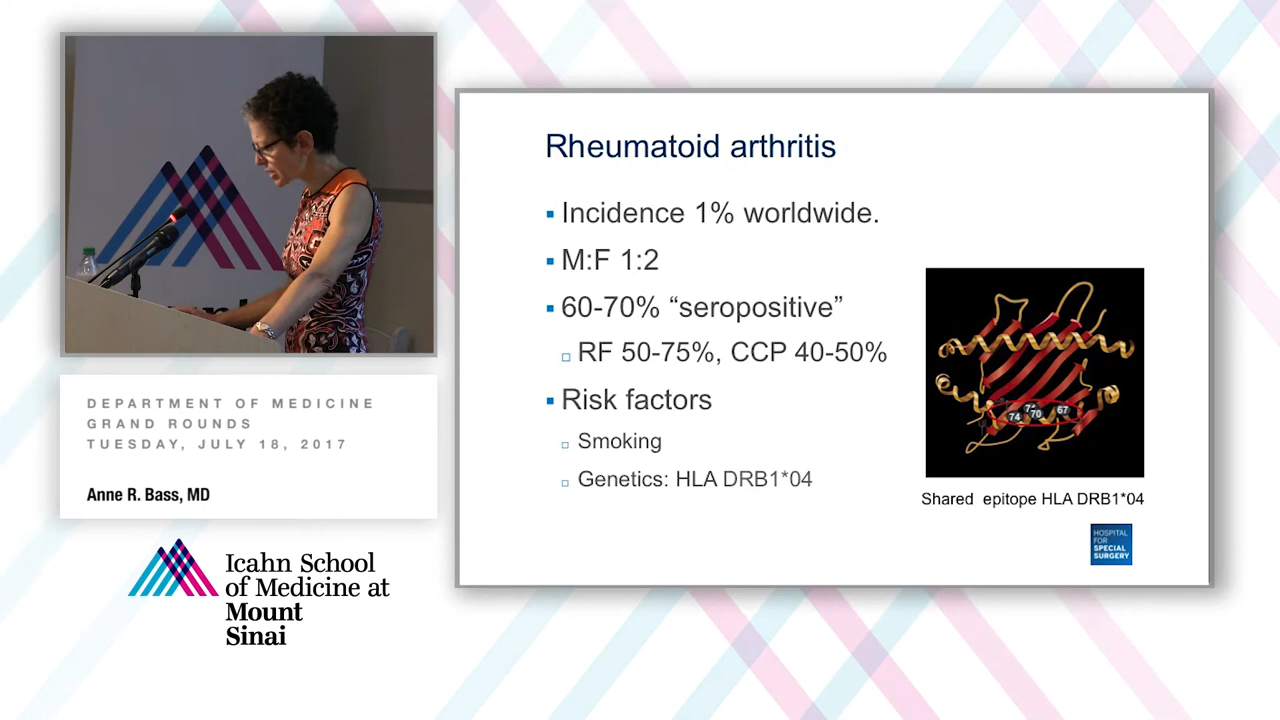 Rheumatoid arthritis
Incidence 1% worldwide.
M:F 1:2
60-70% “seropositive”
RF 50-75%, CCP 40-50%
Risk factors
Smoking
Genetics: HLA DRB1*04
74
70
67
Shared epitope HLA DRB1*04
HOSPITAL
FOR
SPECIAL
SURGERY
DEPARTMENT OF MEDICINE
GRAND ROUNDS
TUESDAY, JULY 18, 2017
Anne R. Bass, MD
Icahn School
of Medicine at
Mount
Sinai